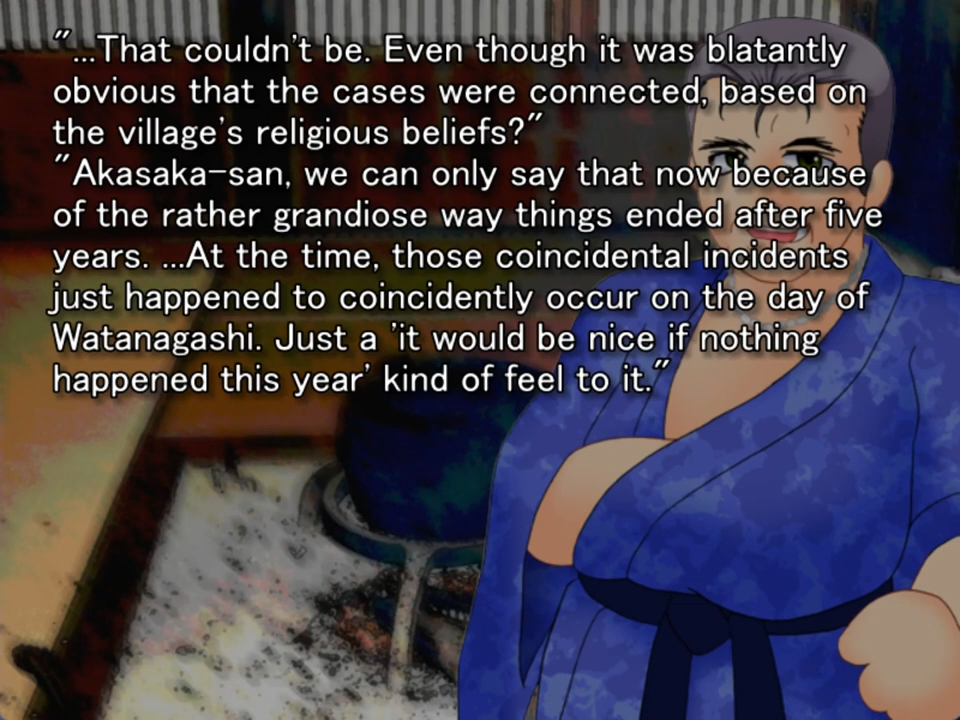 "...That couldn't be. Even though it was blatantly
obvious that the cases were connected, based on
the village's religious beliefs?"
"Akasaka-san, we can only say that now because
of the rather grandiose way things ended after five
years. ...At the time, those coincidental incidents
just happened to coincidently occur on the day of
Watanagashi. Just a 'it would be nice if nothing
happened this year' kind of feel to it."